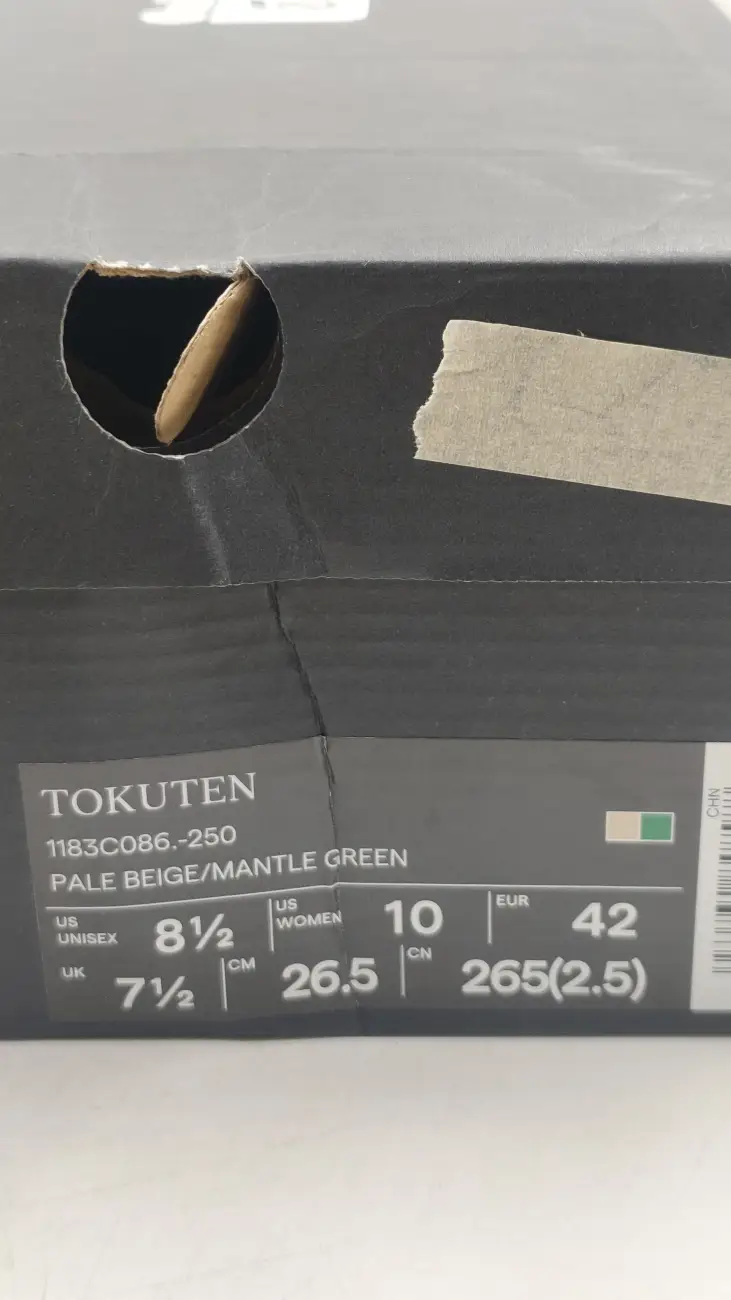 TOKUTEN
1183C086.-250
PALE BEIGE/MANTLE GREEN
US UNISEX 8½ US WOMEN 10 EUR 42
UK 7½ CM 26.5 CN 265(2.5)
CHN